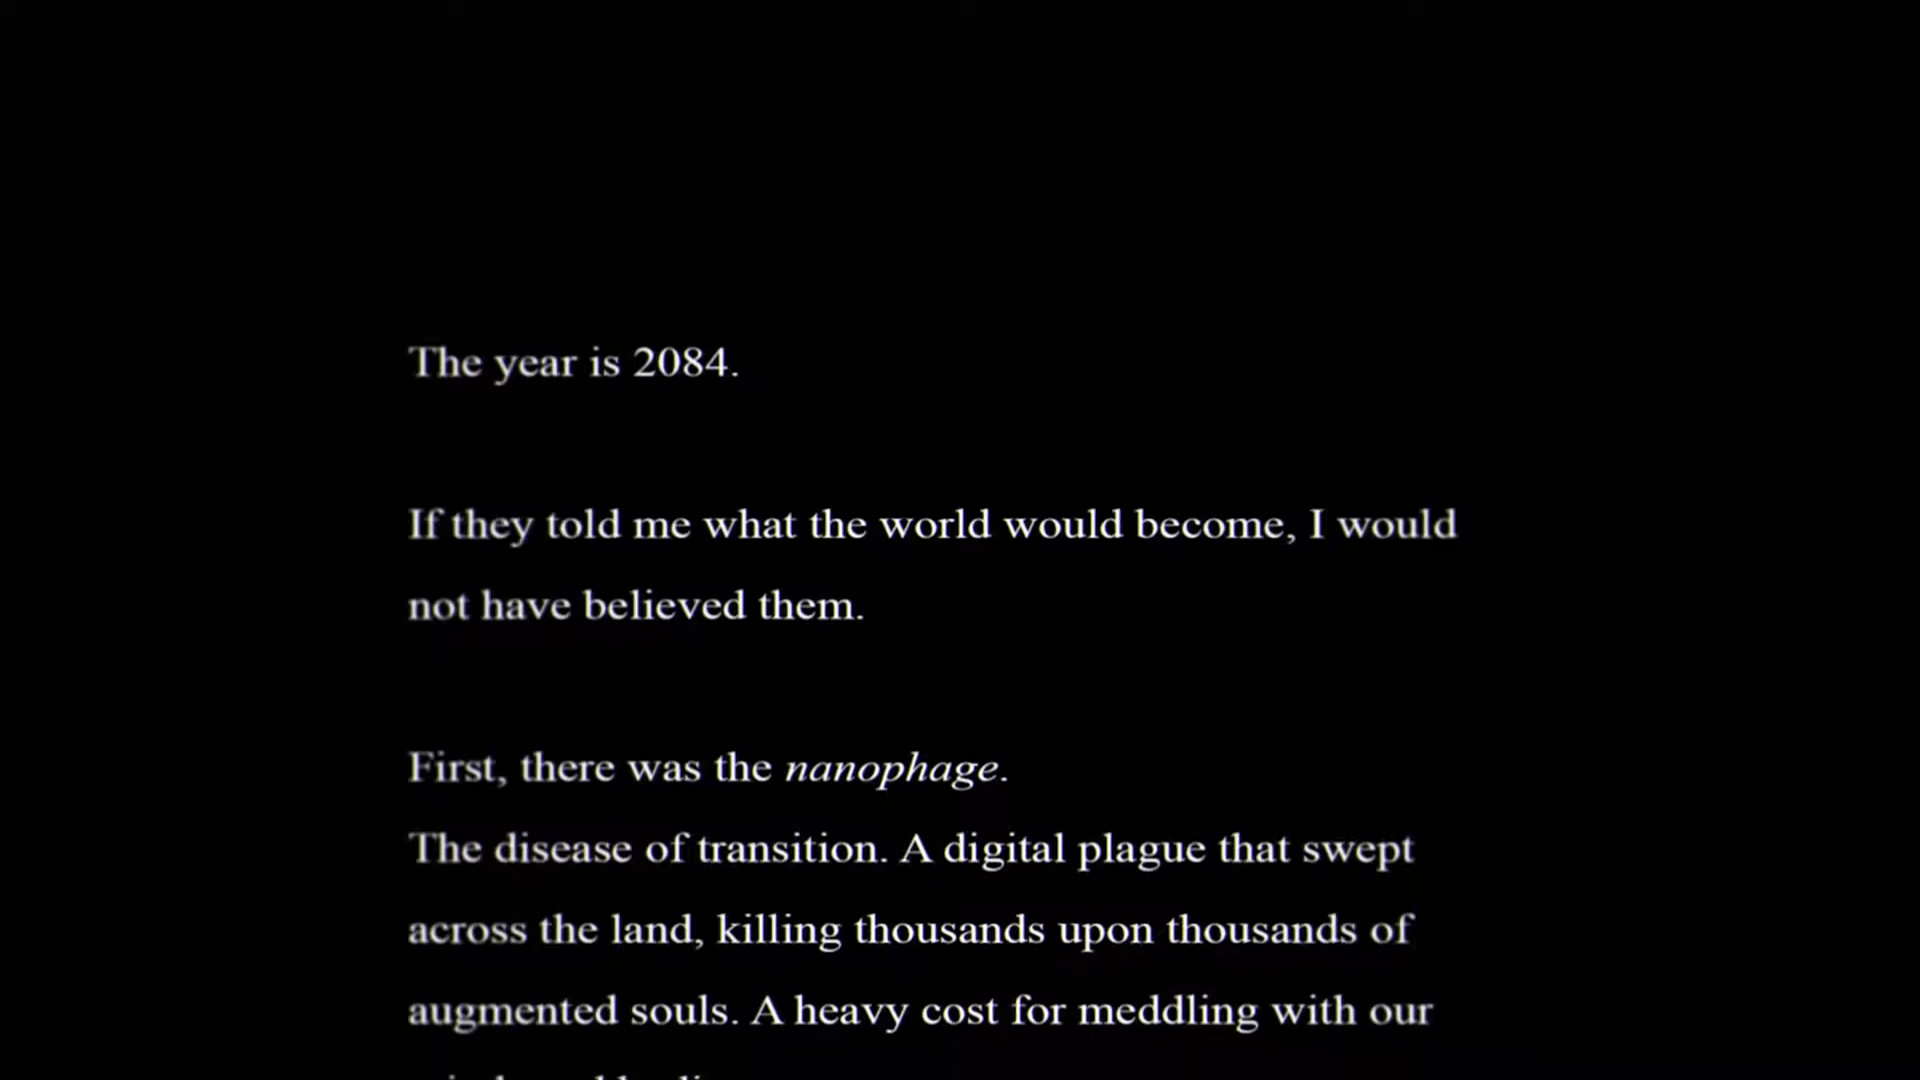 The year is 2084.
If they told me what the world would become, I would
not have believed them.
First, there was the nanophage.
The disease of transition. A digital plague that swept
across the land, killing thousands upon thousands of
augmented souls. A heavy cost for meddling with our